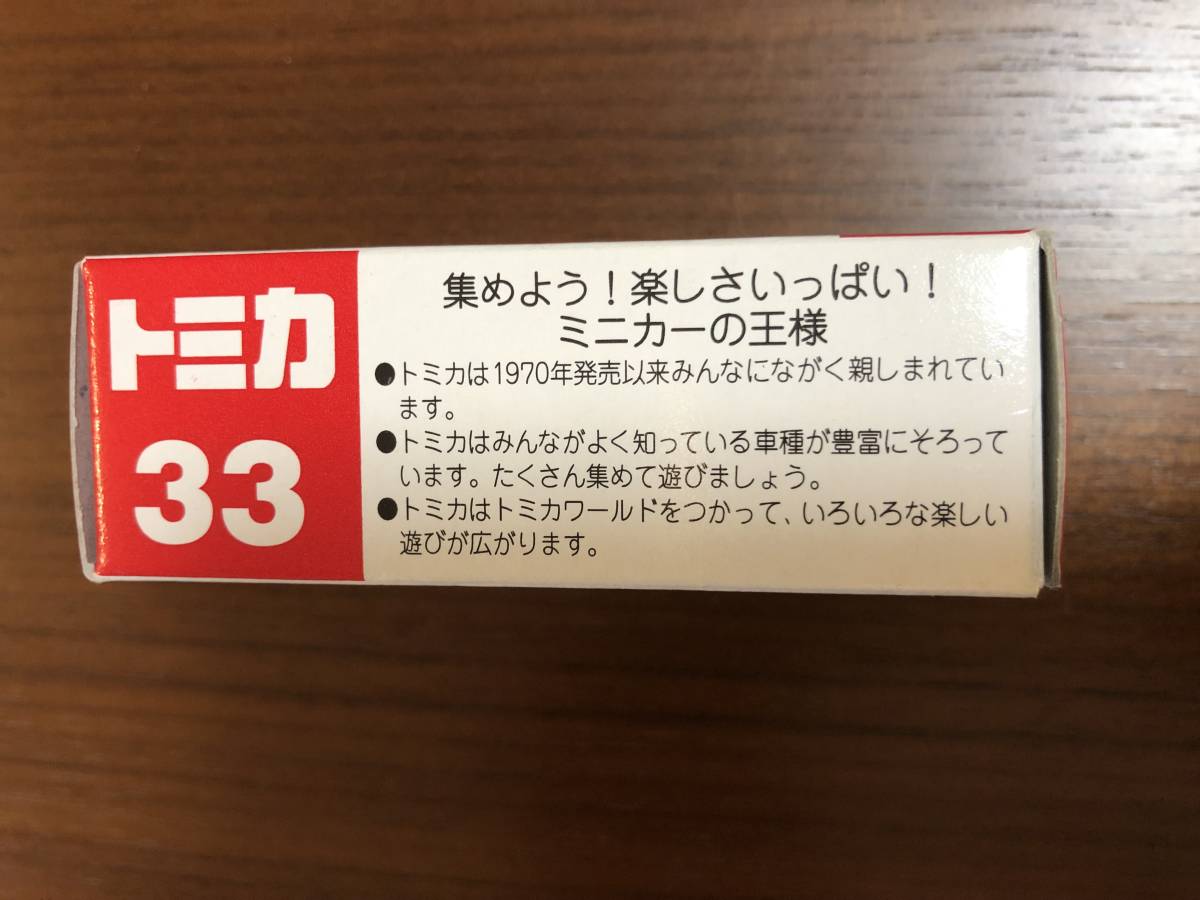 トミカ
33
集めよう！楽しさいっぱい！
ミニカーの王様
●トミカは1970年発売以来みんなにながく親しまれてい
ます。
●トミカはみんながよく知っている車種が豊富にそろって
います。たくさん集めて遊びましょう。
●トミカはトミカワールドをつかって、いろいろな楽しい
遊びが広がります。